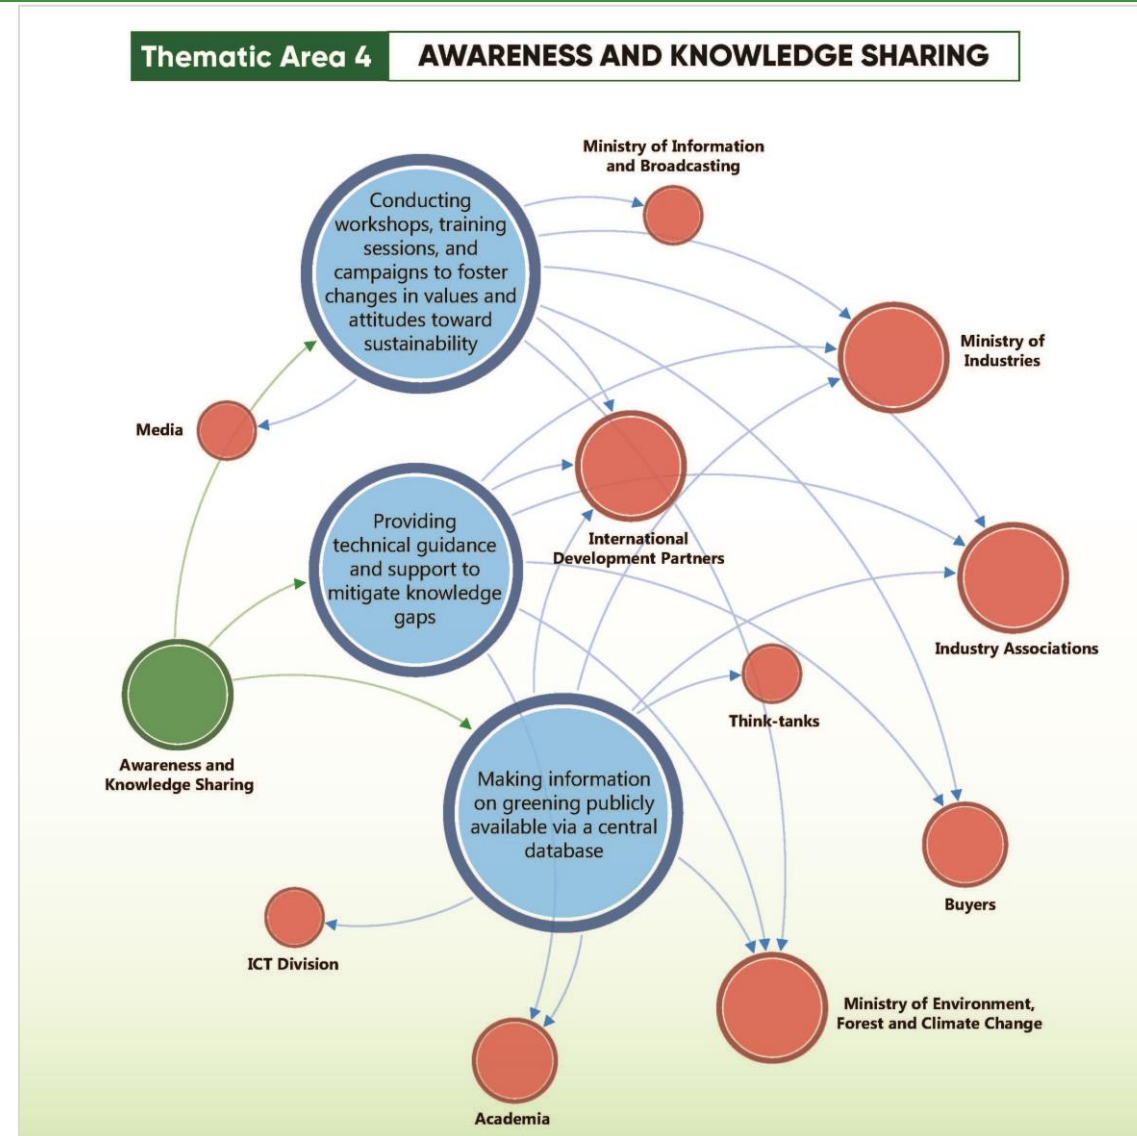 Thematic Area 4
AWARENESS AND KNOWLEDGE SHARING
Ministry of Information
and Broadcasting
Conducting
workshops, training
sessions, and
campaigns to foster
changes in values and
attitudes toward
sustainability
Ministry of
Industries
Media
Providing
technical guidance
and support to
mitigate knowledge
gaps
International
Development Partners
Industry Associations
Think-tanks
Awareness and
Knowledge Sharing
Making information
on greening publicly
available via a central
database
Buyers
ICT Division
Ministry of Environment,
Forest and Climate Change
Academia